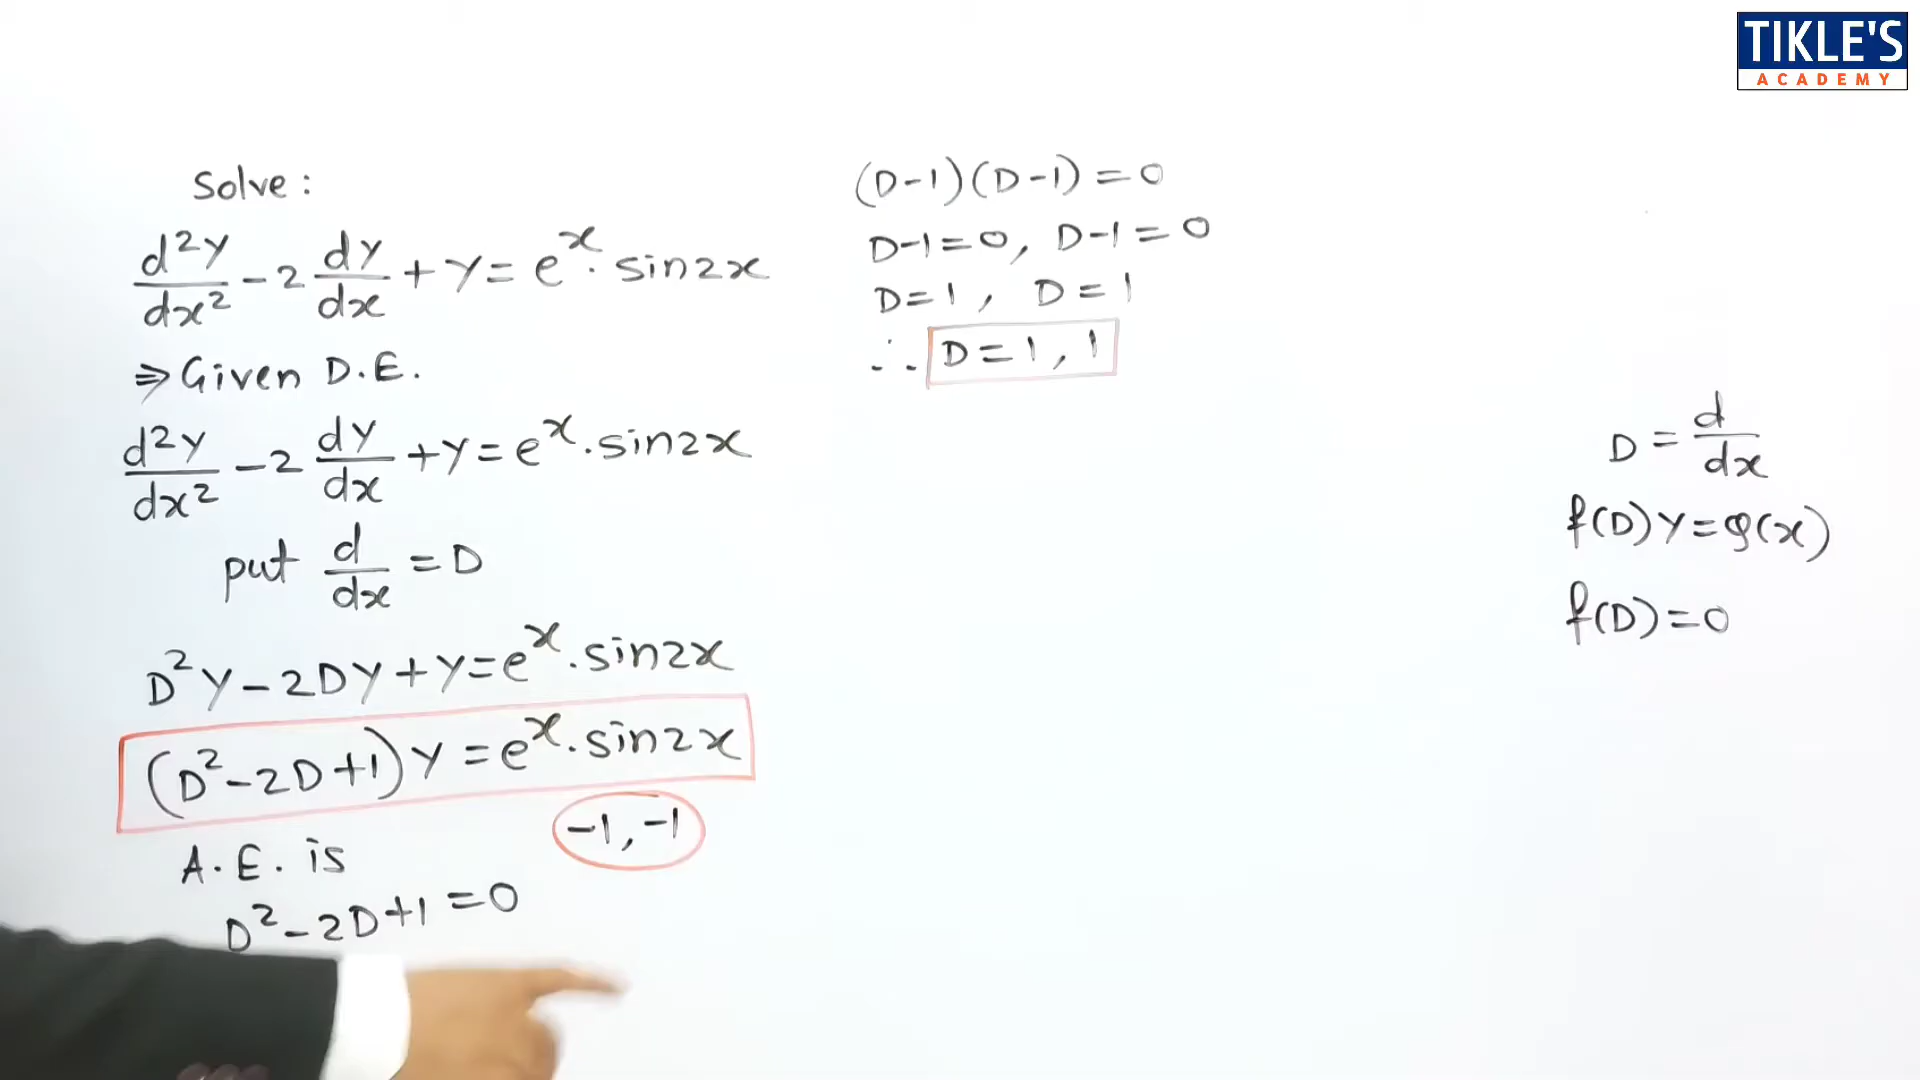 TIKLE'S
ACADEMY
Solve:
d²y/dx² - 2 dy/dx + y = e^x . sin2x
⇒ Given D.E.
d²y/dx² - 2 dy/dx + y = e^x . sin2x
put d/dx = D
D²y - 2Dy + y = e^x . sin2x
(D² - 2D + 1) y = e^x . sin2x
-1, -1
A.E. is
D² - 2D + 1 = 0
(D-1)(D-1) = 0
D-1 = 0, D-1 = 0
D = 1, D = 1
∴ D = 1, 1
D = d/dx
f(D) y = φ(x)
f(D) = 0